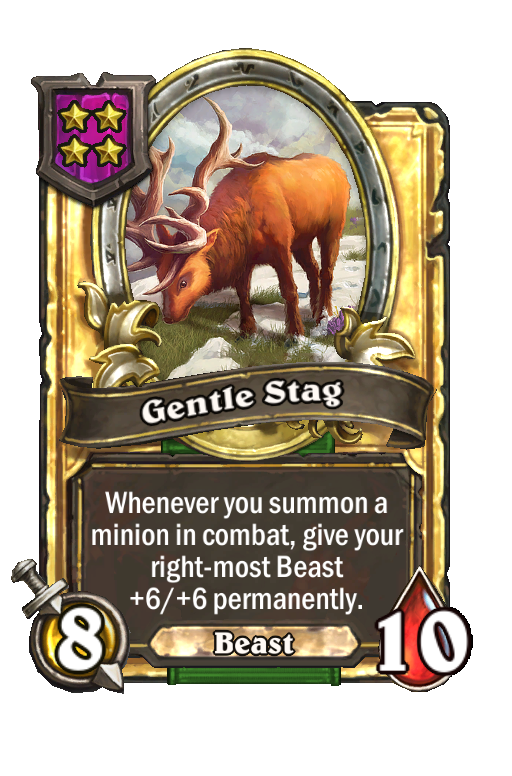 Gentle Stag
Whenever you summon a
minion in combat, give your
right-most Beast
+6/+6 permanently.
8
Beast
10